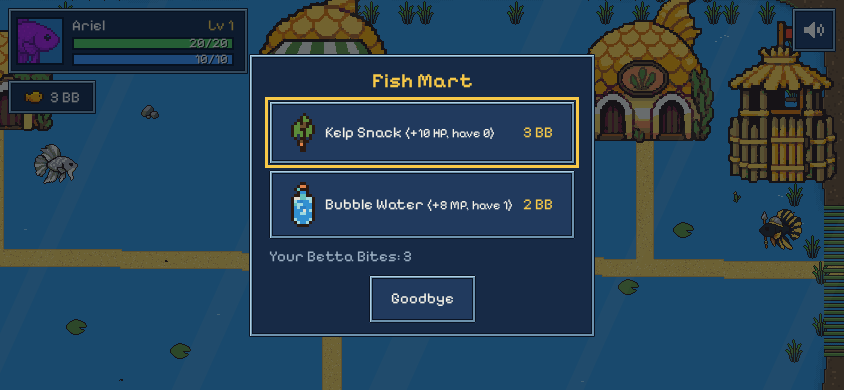 Ariel Lv 1
20/20
10/10
3 BB
Fish Mart
Kelp Snack (+10 HP, have 0) 3 BB
Bubble Water (+8 MP, have 1) 2 BB
Your Betta Bites: 3
Goodbye